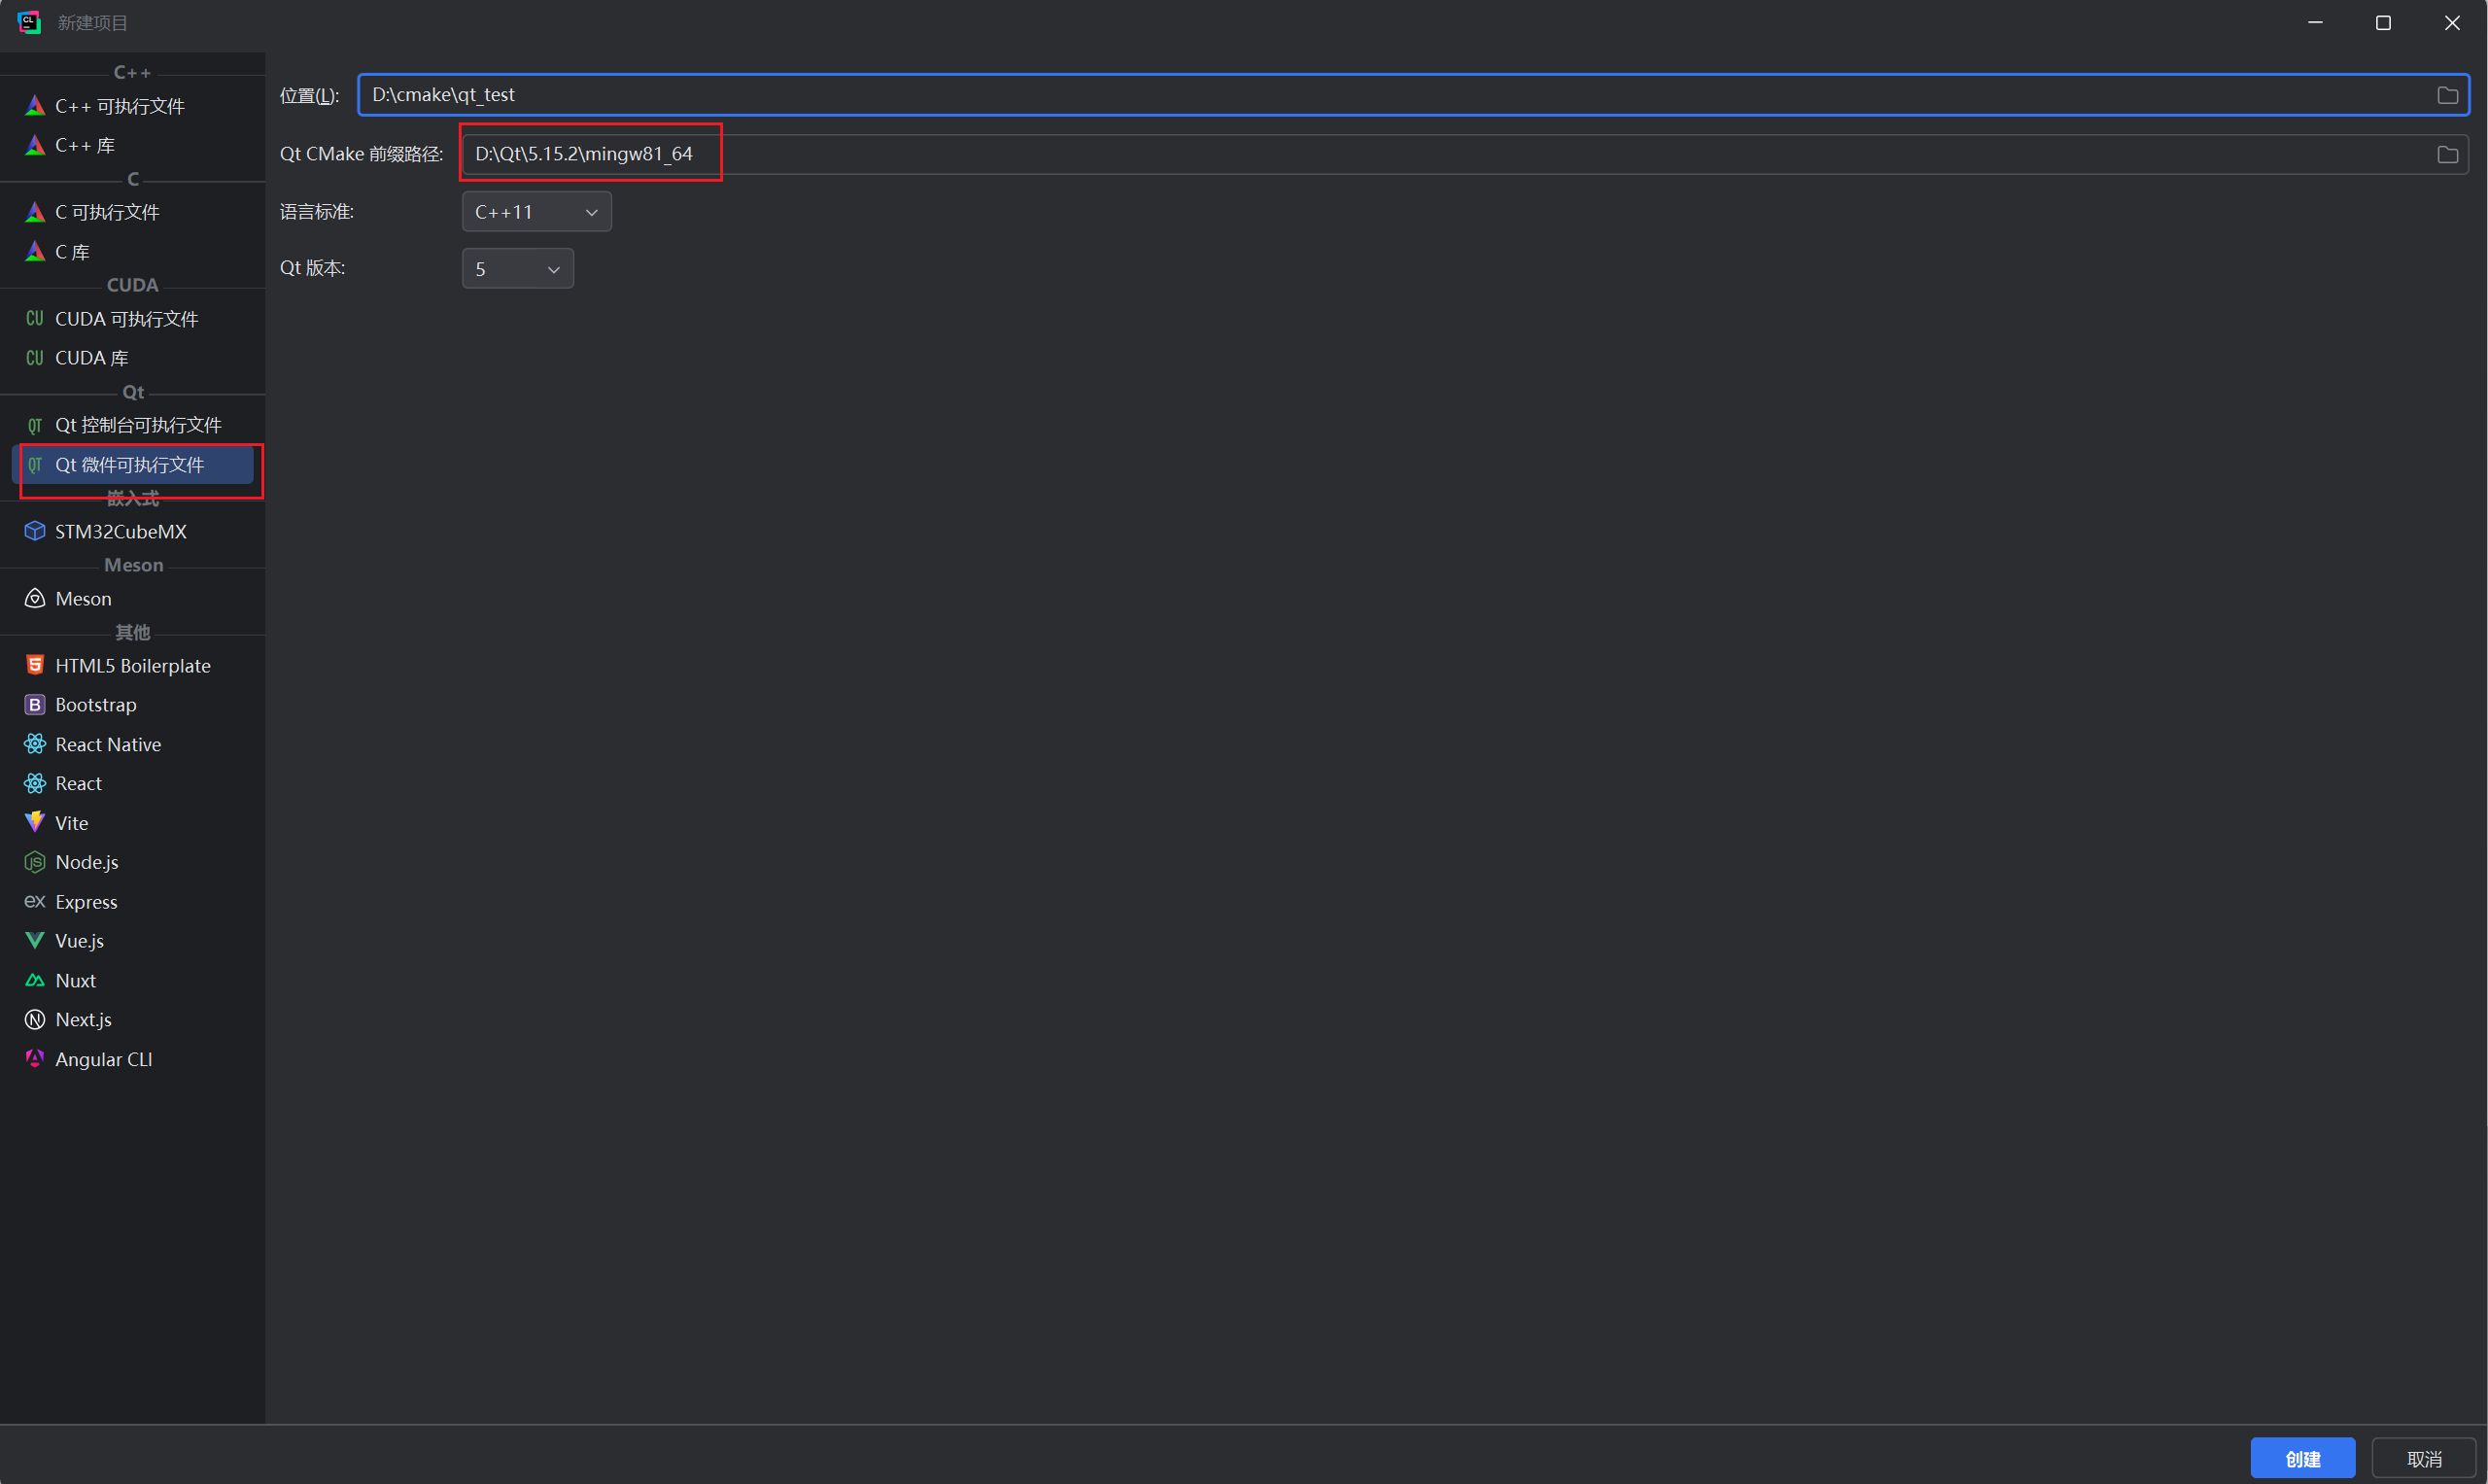 新建项目
C++
C++ 可执行文件
C++ 库
C
C 可执行文件
C 库
CUDA
CUDA 可执行文件
CUDA 库
Qt
Qt 控制台可执行文件
Qt 微件可执行文件
嵌入式
STM32CubeMX
Meson
Meson
其他
HTML5 Boilerplate
Bootstrap
React Native
React
Vite
Node.js
Express
Vue.js
Nuxt
Next.js
Angular CLI
位置(L): D:\cmake\qt_test
Qt CMake 前缀路径: D:\Qt\5.15.2\mingw81_64
语言标准: C++11
Qt 版本: 5
创建 取消